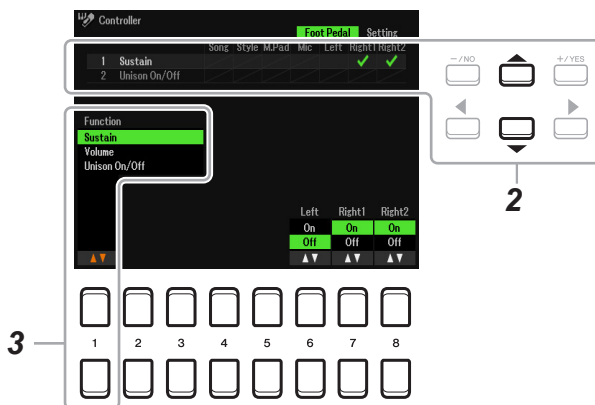 Controller
Foot Pedal Setting
Song Style M.Pad Mic Left Right1 Right2
1 Sustain
2 Unison On/Off
-/NO +/YES
2
Function
Sustain
Volume
Unison On/Off
Left Right1 Right2
On On On
Off Off Off
3
1 2 3 4 5 6 7 8